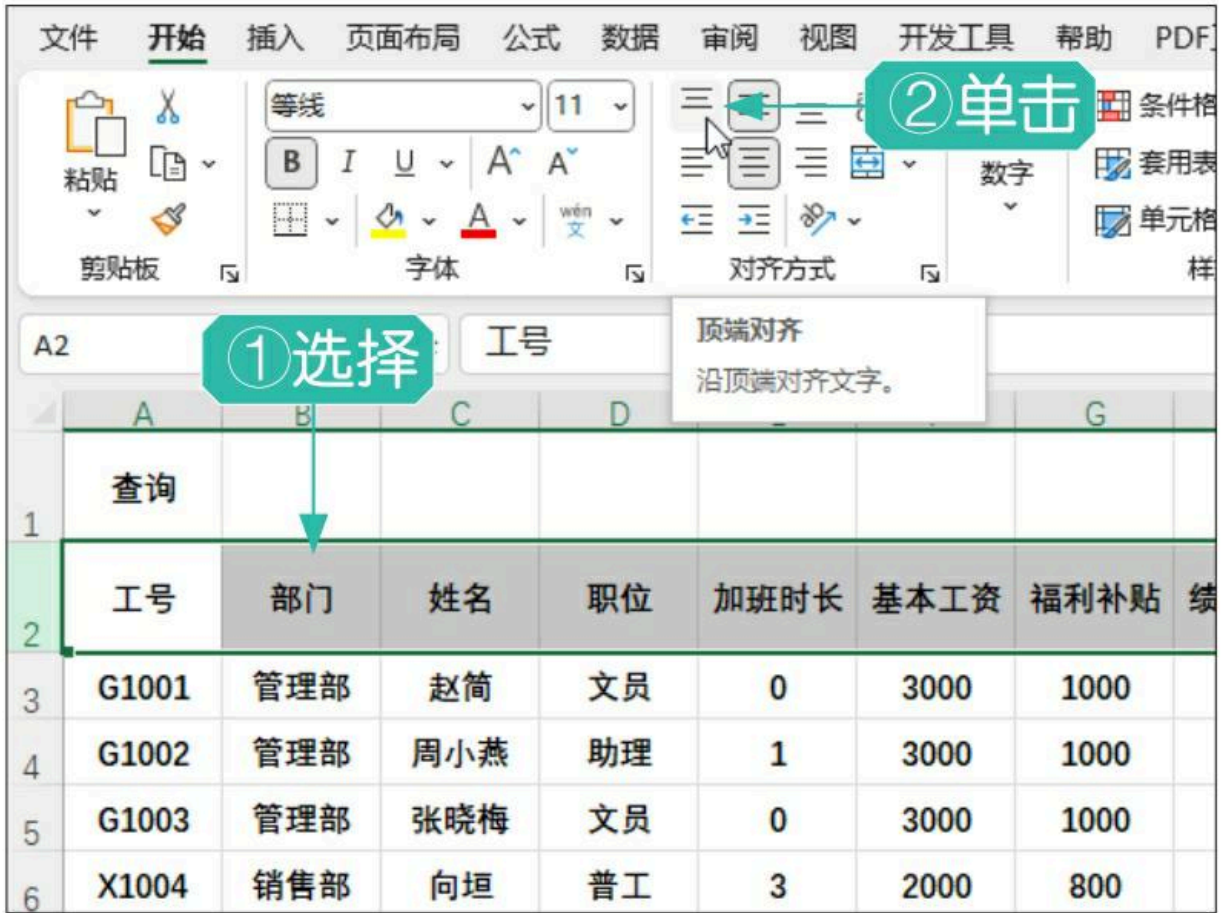 文件 开始 插入 页面布局 公式 数据 审阅 视图 开发工具 帮助 PDF
②单击
等线 11 条件格
B I U A A
粘贴 数字 套用表
A wén 文 单元格
剪贴板 字体 对齐方式 样
A2 ①选择 工号
顶端对齐
沿顶端对齐文字。
A B C D G
1 查询
2 工号 部门 姓名 职位 加班时长 基本工资 福利补贴 绩
3 G1001 管理部 赵简 文员 0 3000 1000
4 G1002 管理部 周小燕 助理 1 3000 1000
5 G1003 管理部 张晓梅 文员 0 3000 1000
6 X1004 销售部 向垣 普工 3 2000 800